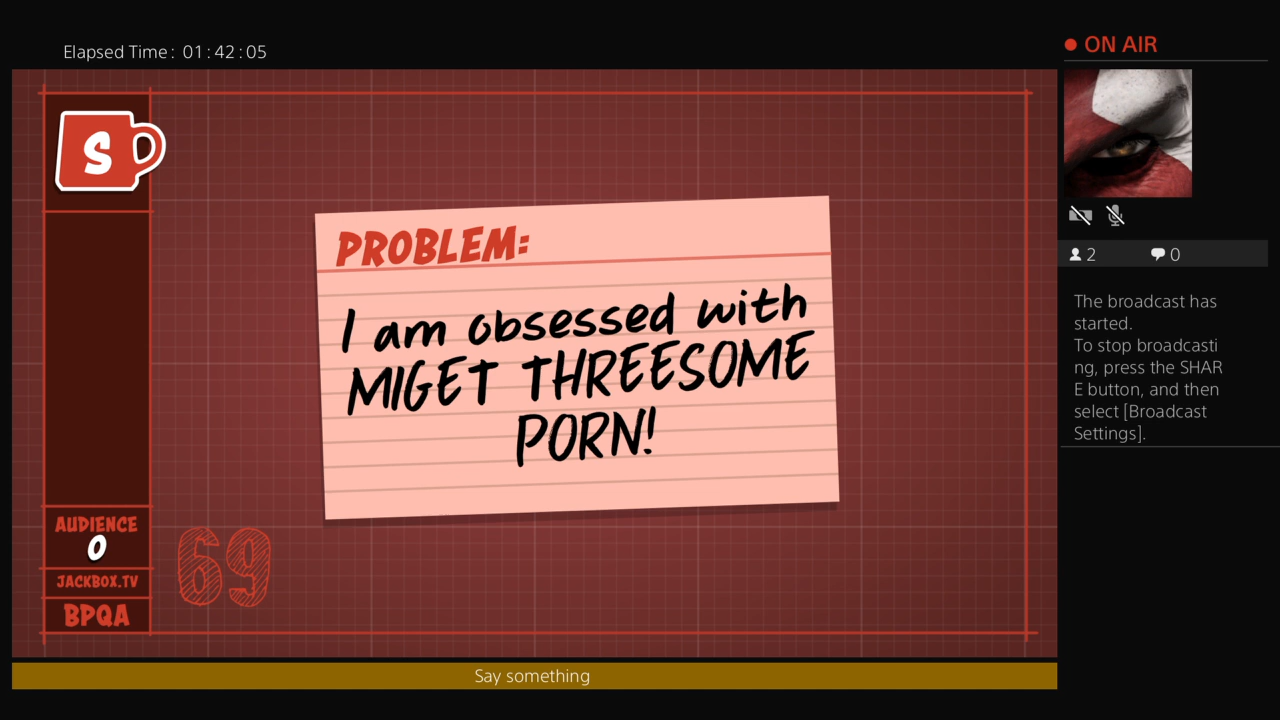 Elapsed Time: 01:42:05
ON AIR
S
PROBLEM:
I am obsessed with
MIGET THREESOME
PORN!
2
0
The broadcast has
started.
To stop broadcasti
ng, press the SHAR
E button, and then
select [Broadcast
Settings].
AUDIENCE
0
JACKBOX.TV
BPQA
69
Say something